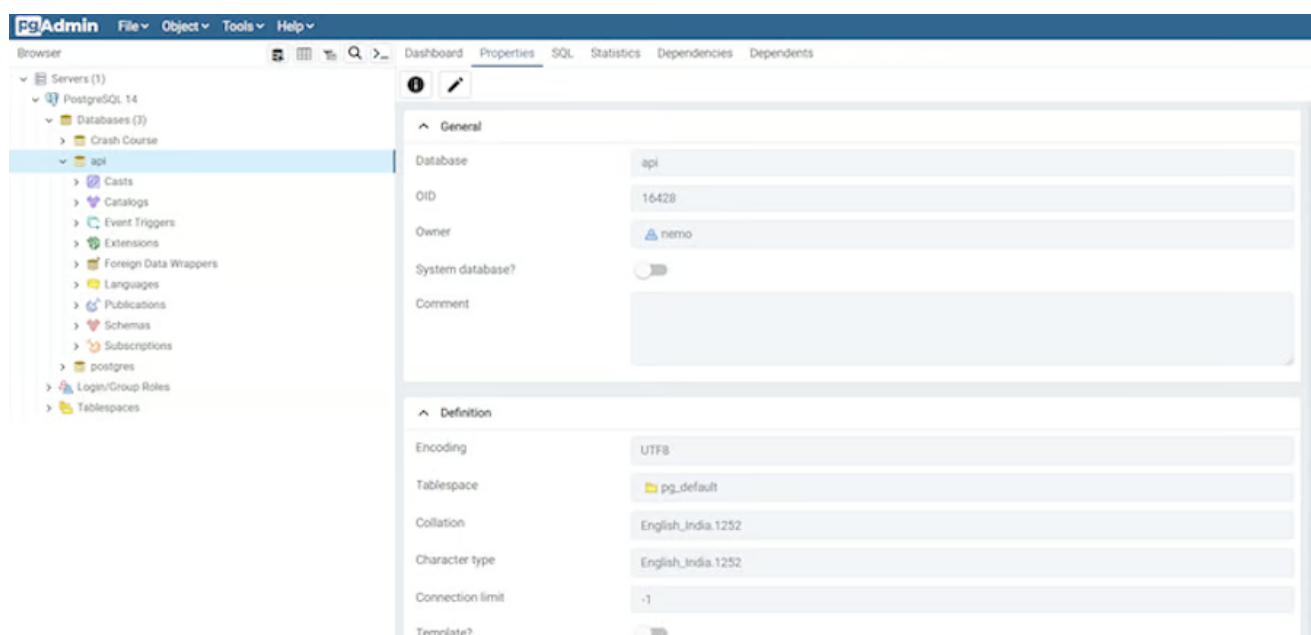 pgAdmin File Object Tools Help
Browser
Dashboard Properties SQL Statistics Dependencies Dependents
Servers (1)
PostgreSQL 14
Databases (3)
Crash Course
api
Casts
Catalogs
Event Triggers
Extensions
Foreign Data Wrappers
Languages
Publications
Schemas
Subscriptions
postgres
Login/Group Roles
Tablespaces
General
Database api
OID 16428
Owner nemo
System database?
Comment
Definition
Encoding UTF8
Tablespace pg_default
Collation English_India.1252
Character type English_India.1252
Connection limit -1
Template?